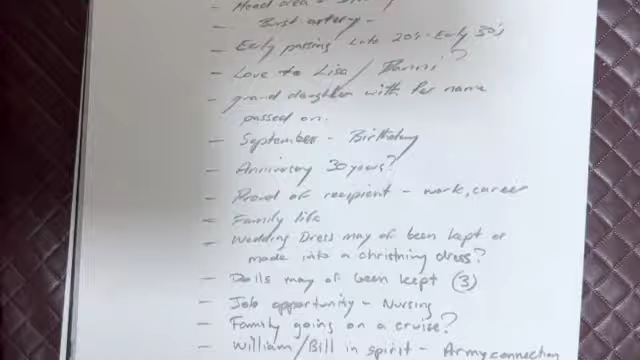 - Head area -
- Burst artery -
- Early passing Late 20's - Early 30's
- Love to Lisa /
- grand daughter with her name
passed on.
- September - Birthday
- Anniversary 30 years?
- Proud of recipient - work, career
- Family life
- Wedding Dress may of been kept or
made into a christning dress?
- Dolls may of been kept (3)
- Job opportunity - Nursing
- Family going on a cruise?
- William/Bill in spirit - Army connection